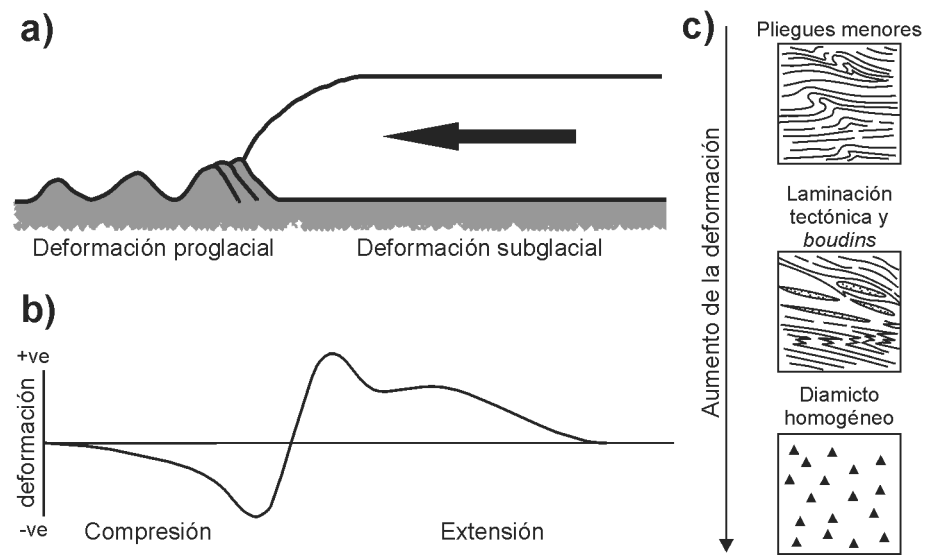 a)
Deformación proglacial
Deformación subglacial
b)
+ve
deformación
-ve
Compresión
Extensión
c)
Aumento de la deformación
Pliegues menores
Laminación
tectónica y
boudins
Diamicto
homogéneo